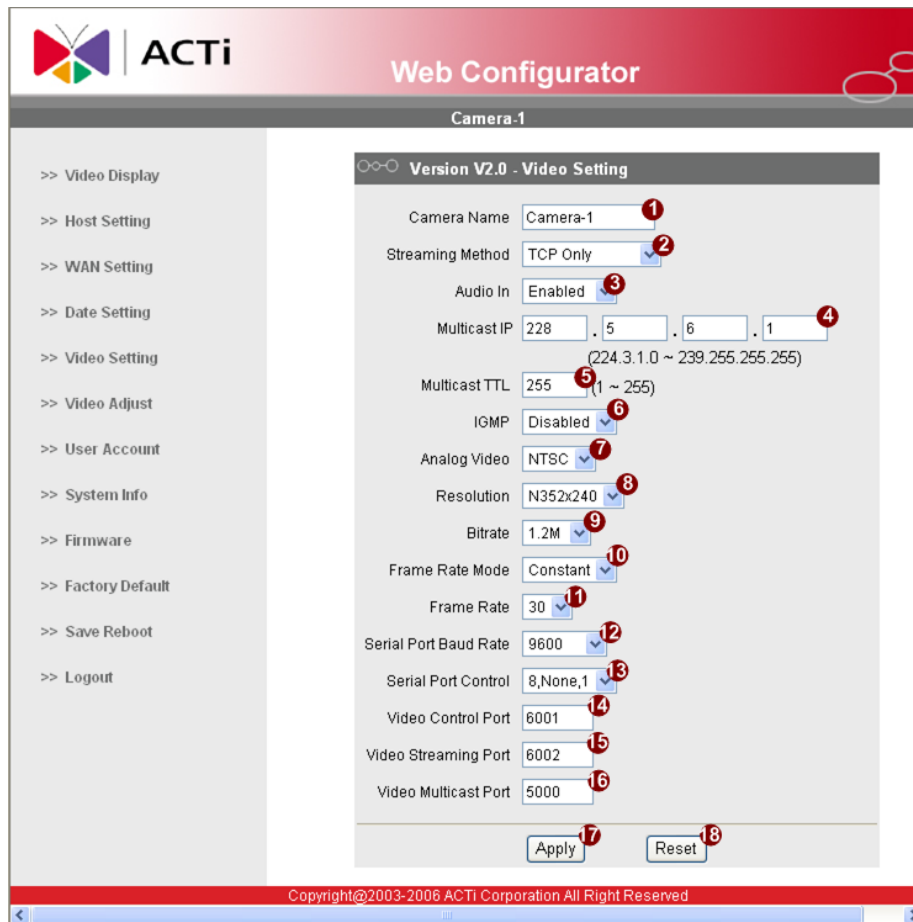 ACTi
Web Configurator
Camera-1
>> Video Display
>> Host Setting
>> WAN Setting
>> Date Setting
>> Video Setting
>> Video Adjust
>> User Account
>> System Info
>> Firmware
>> Factory Default
>> Save Reboot
>> Logout
Version V2.0 - Video Setting
Camera Name Camera-1 1
Streaming Method TCP Only 2
Audio In Enabled 3
Multicast IP 228 . 5 . 6 . 1 4
(224.3.1.0 ~ 239.255.255.255)
Multicast TTL 255 5 (1 ~ 255)
IGMP Disabled 6
Analog Video NTSC 7
Resolution N352x240 8
Bitrate 1.2M 9
Frame Rate Mode Constant 10
Frame Rate 30 11
Serial Port Baud Rate 9600 12
Serial Port Control 8,None,1 13
Video Control Port 6001 14
Video Streaming Port 6002 15
Video Multicast Port 5000 16
Apply 17 Reset 18
Copyright@2003-2006 ACTi Corporation All Right Reserved